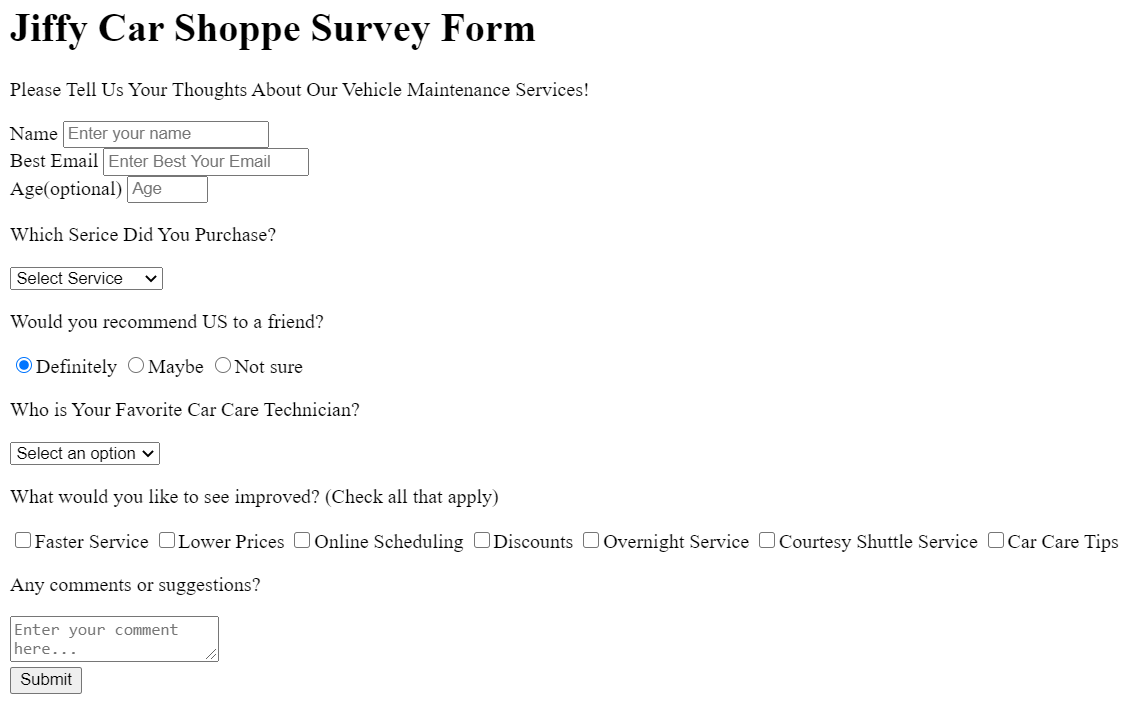 Jiffy Car Shoppe Survey Form
Please Tell Us Your Thoughts About Our Vehicle Maintenance Services!
Name Enter your name
Best Email Enter Best Your Email
Age(optional) Age
Which Serice Did You Purchase?
Select Service
Would you recommend US to a friend?
Definitely Maybe Not sure
Who is Your Favorite Car Care Technician?
Select an option
What would you like to see improved? (Check all that apply)
Faster Service Lower Prices Online Scheduling Discounts Overnight Service Courtesy Shuttle Service Car Care Tips
Any comments or suggestions?
Enter your comment
here...
Submit